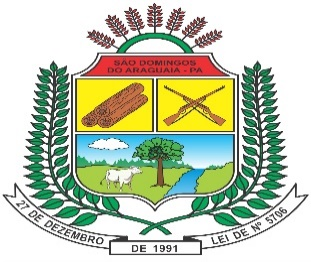 SÃO DOMINGOS
DO ARAGUAIA - PA
27 DE DEZEMBRO
DE 1991
LEI DE Nº 5706